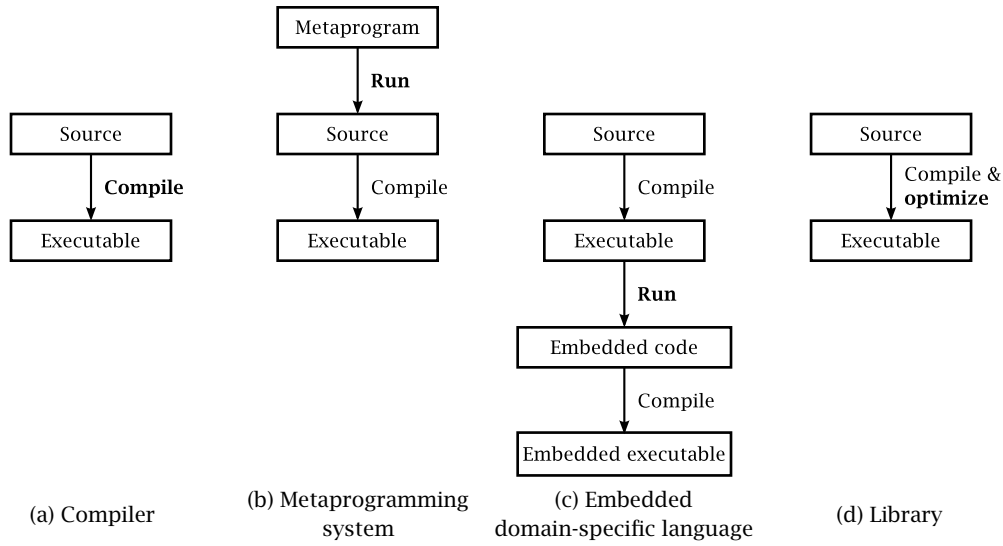 Source
Compile
Executable
(a) Compiler
Metaprogram
Run
Source
Compile
Executable
(b) Metaprogramming
system
Source
Compile
Executable
Run
Embedded code
Compile
Embedded executable
(c) Embedded
domain-specific language
Source
Compile &
optimize
Executable
(d) Library